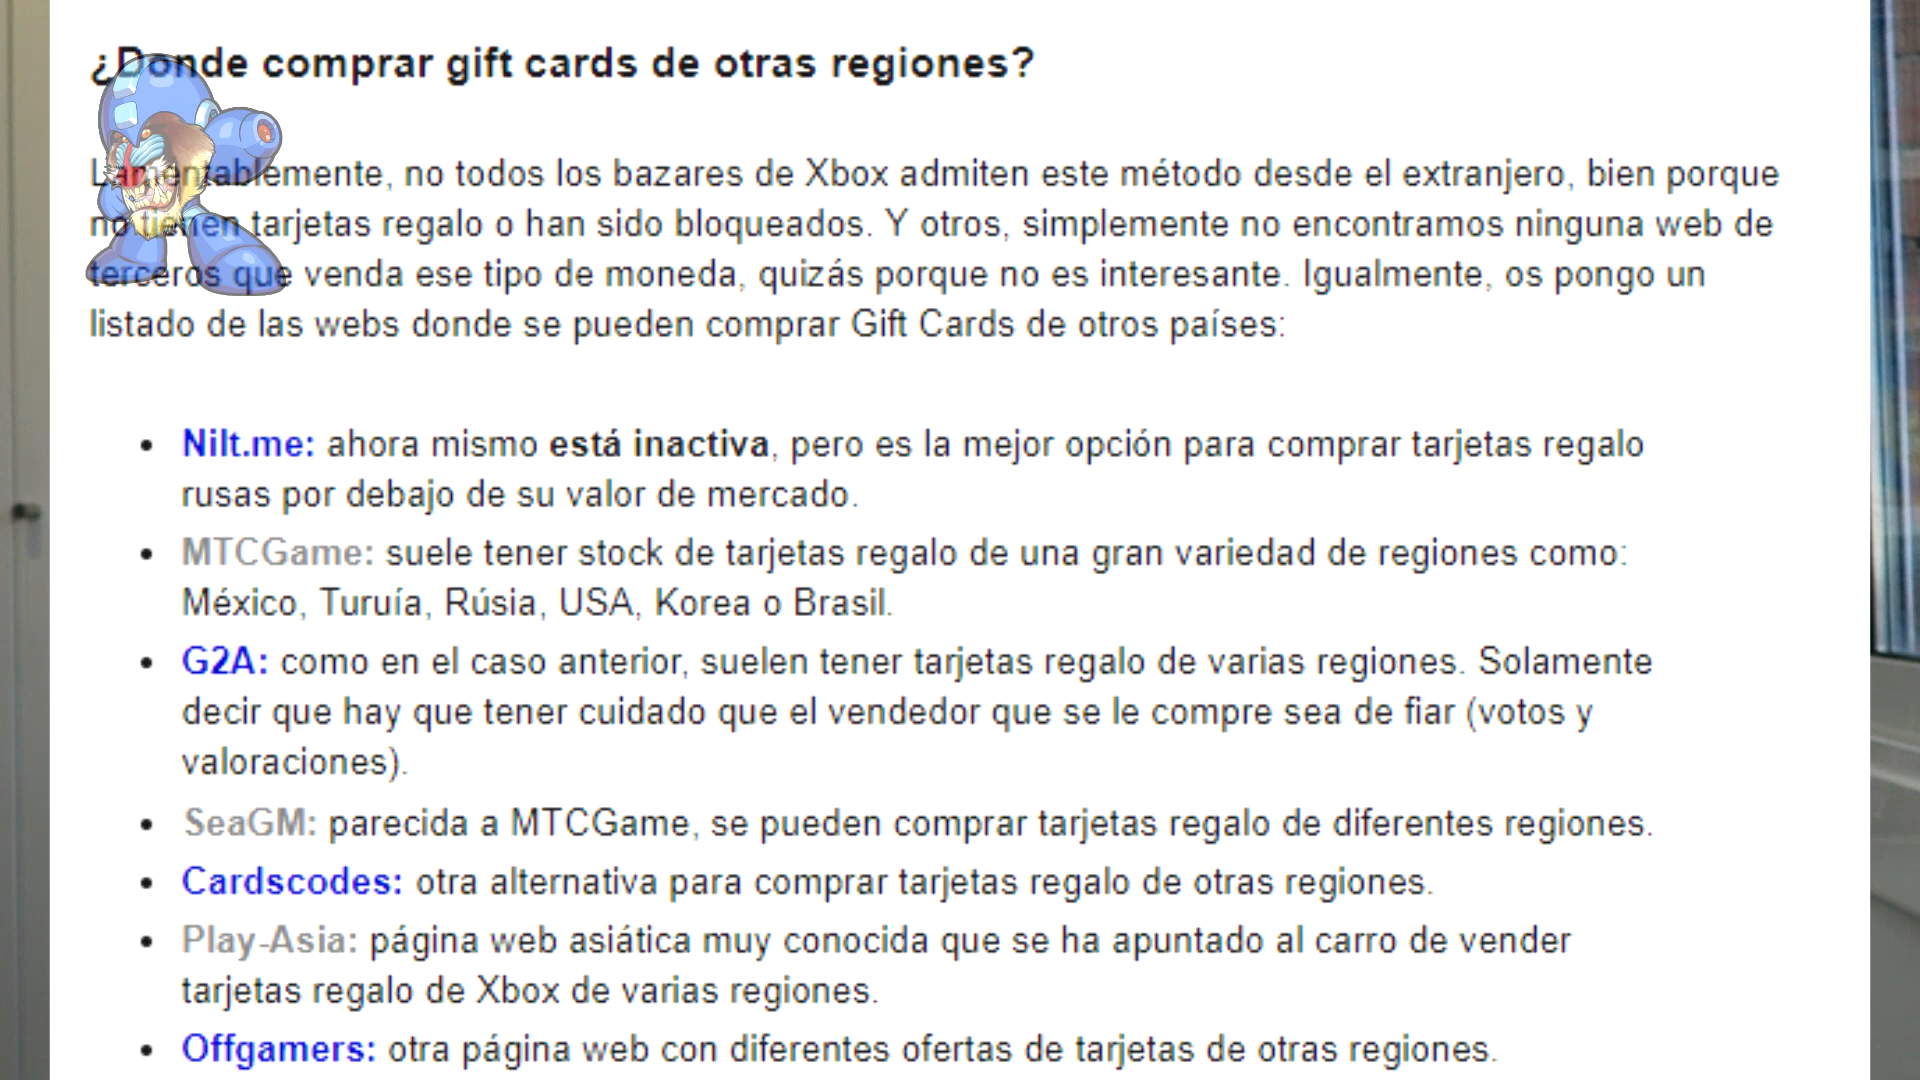 ¿Donde comprar gift cards de otras regiones?
Lamentablemente, no todos los bazares de Xbox admiten este método desde el extranjero, bien porque
no tienen tarjetas regalo o han sido bloqueados. Y otros, simplemente no encontramos ninguna web de
terceros que venda ese tipo de moneda, quizás porque no es interesante. Igualmente, os pongo un
listado de las webs donde se pueden comprar Gift Cards de otros países:
• Nilt.me: ahora mismo está inactiva, pero es la mejor opción para comprar tarjetas regalo
rusas por debajo de su valor de mercado.
• MTCGame: suele tener stock de tarjetas regalo de una gran variedad de regiones como:
México, Turuía, Rúsia, USA, Korea o Brasil.
• G2A: como en el caso anterior, suelen tener tarjetas regalo de varias regiones. Solamente
decir que hay que tener cuidado que el vendedor que se le compre sea de fiar (votos y
valoraciones).
• SeaGM: parecida a MTCGame, se pueden comprar tarjetas regalo de diferentes regiones.
• Cardscodes: otra alternativa para comprar tarjetas regalo de otras regiones.
• Play-Asia: página web asiática muy conocida que se ha apuntado al carro de vender
tarjetas regalo de Xbox de varias regiones.
• Offgamers: otra página web con diferentes ofertas de tarjetas de otras regiones.